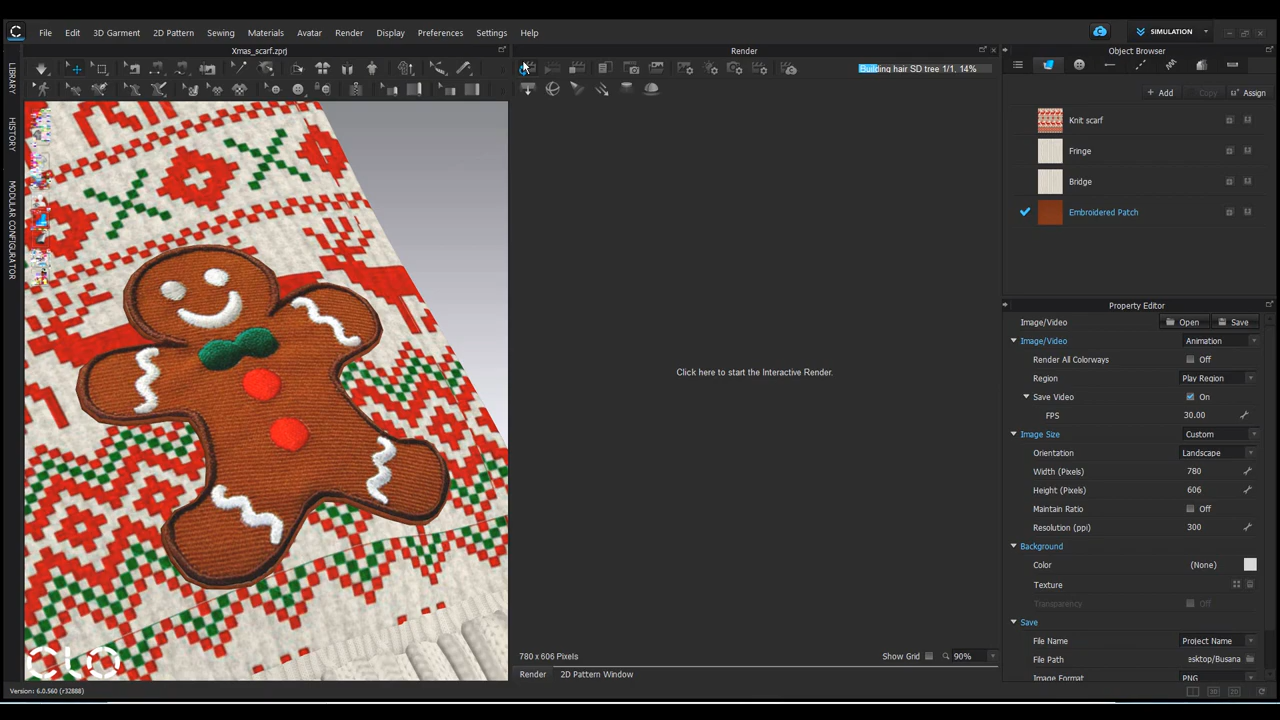 File Edit 3D Garment 2D Pattern Sewing Materials Avatar Render Display Preferences Settings Help
SIMULATION
Xmas_scarf.zprj
Render
Object Browser
LIBRARY
HISTORY
MODULAR CONFIGURATOR
Building hair SD tree 1/1, 14%
+ Add Copy Assign
Knit scarf
Fringe
Bridge
Embroidered Patch
Click here to start the Interactive Render.
Property Editor
Image/Video Open Save
Image/Video Animation
Render All Colorways Off
Region Play Region
Save Video On
FPS 30.00
Image Size Custom
Orientation Landscape
Width (Pixels) 780
Height (Pixels) 606
Maintain Ratio Off
Resolution (ppi) 300
Background
Color (None)
Texture
Transparency Off
Save
File Name Project Name
File Path esktop/Busana
Image Format PNG
CLO
780 x 606 Pixels
Show Grid 90%
Render 2D Pattern Window
Version: 6.0.560 (r32888)
3D 2D